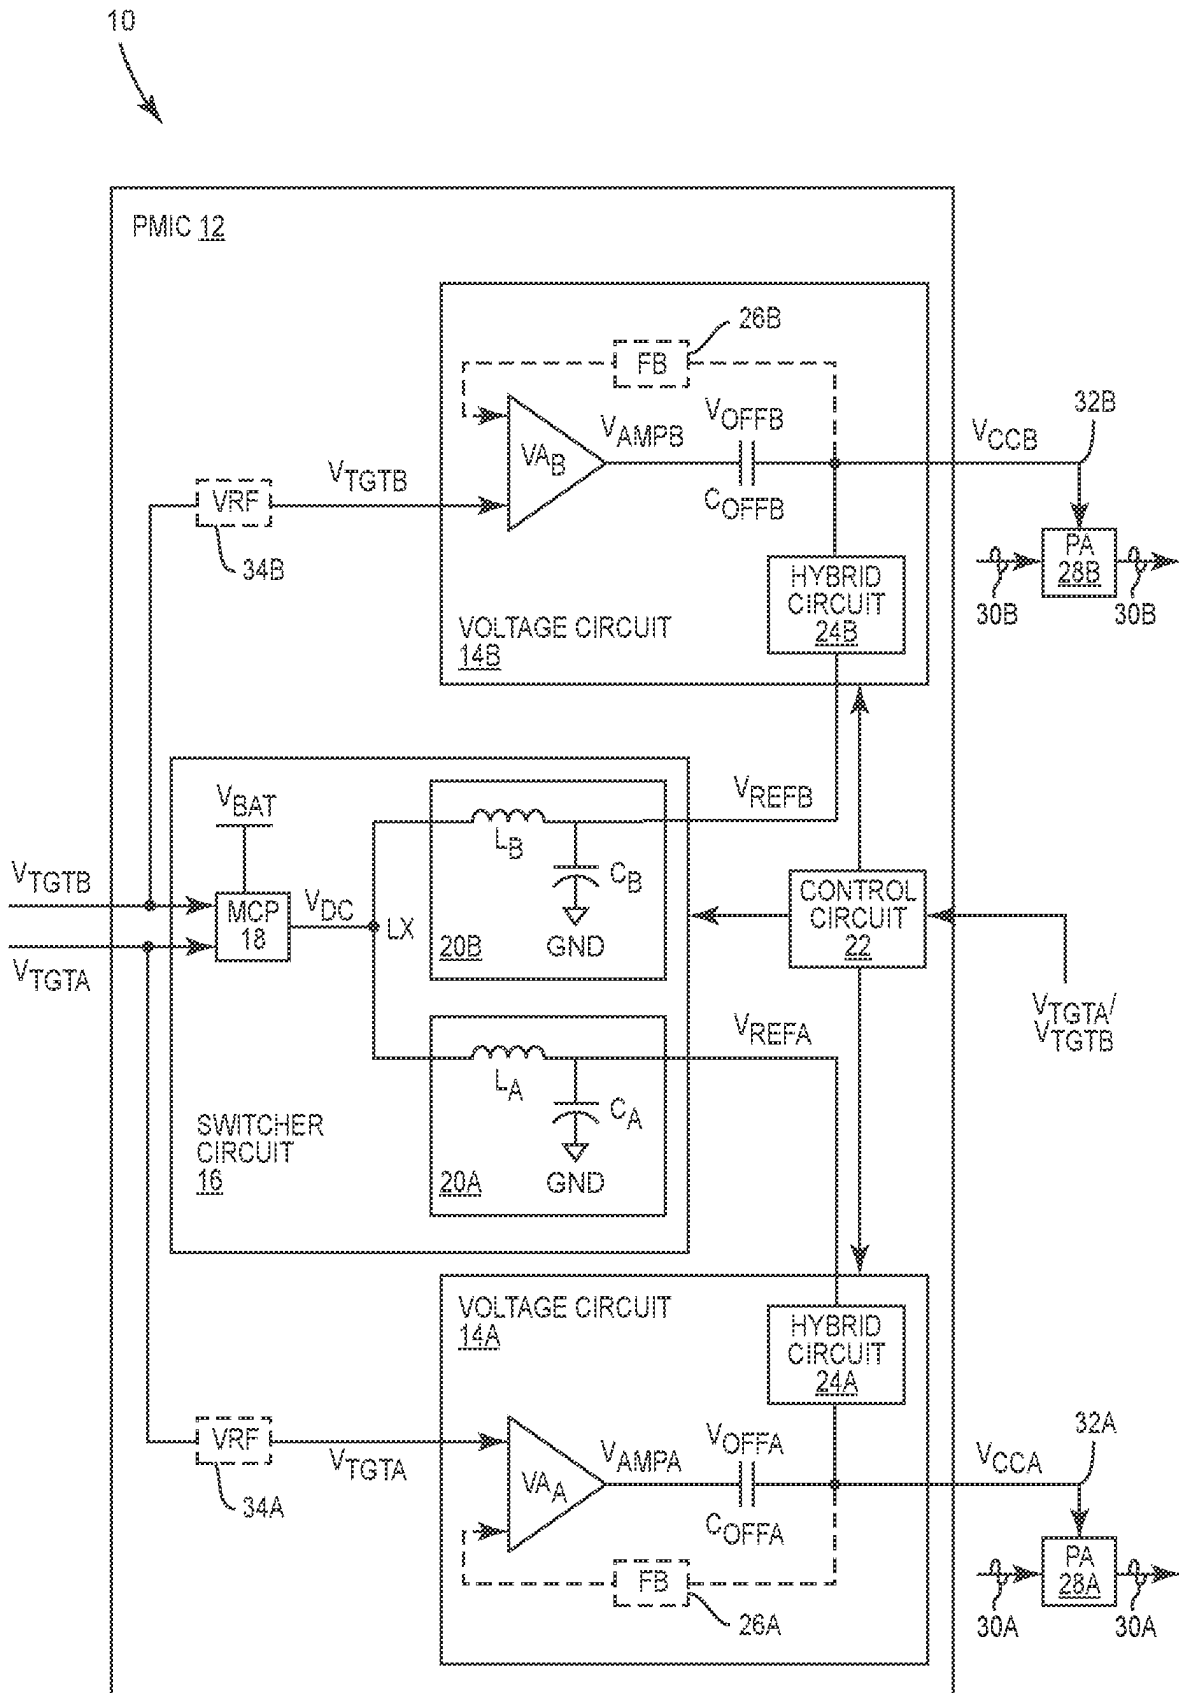 10
PMIC 12
26B
FB
VAB
VAMPB
VOFFB
COFFB
VCCB
32B
VRF
VTGTB
34B
PA
28B
30B
30B
HYBRID
CIRCUIT
24B
VOLTAGE CIRCUIT
14B
VBAT
VREFB
LB
CB
GND
20B
VTGTB
MCP
18
VDC
LX
VTGTA
CONTROL
CIRCUIT
22
VTGTA/
VTGTB
VREFA
LA
CA
GND
20A
SWITCHER
CIRCUIT
16
VOLTAGE CIRCUIT
14A
HYBRID
CIRCUIT
24A
VRF
VTGTA
34A
VAA
VAMPA
VOFFA
COFFA
VCCA
32A
FB
26A
PA
28A
30A
30A